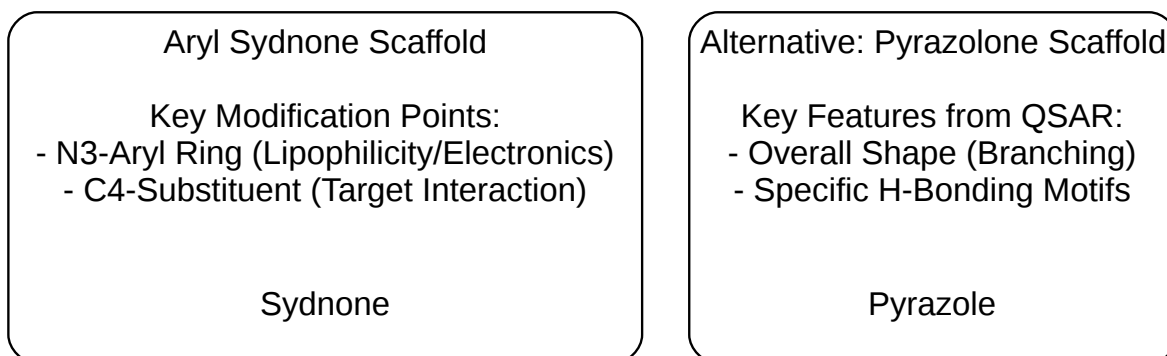 Aryl Sydnone Scaffold
Key Modification Points:
- N3-Aryl Ring (Lipophilicity/Electronics)
- C4-Substituent (Target Interaction)
Sydnone
Alternative: Pyrazolone Scaffold
Key Features from QSAR:
- Overall Shape (Branching)
- Specific H-Bonding Motifs
Pyrazole